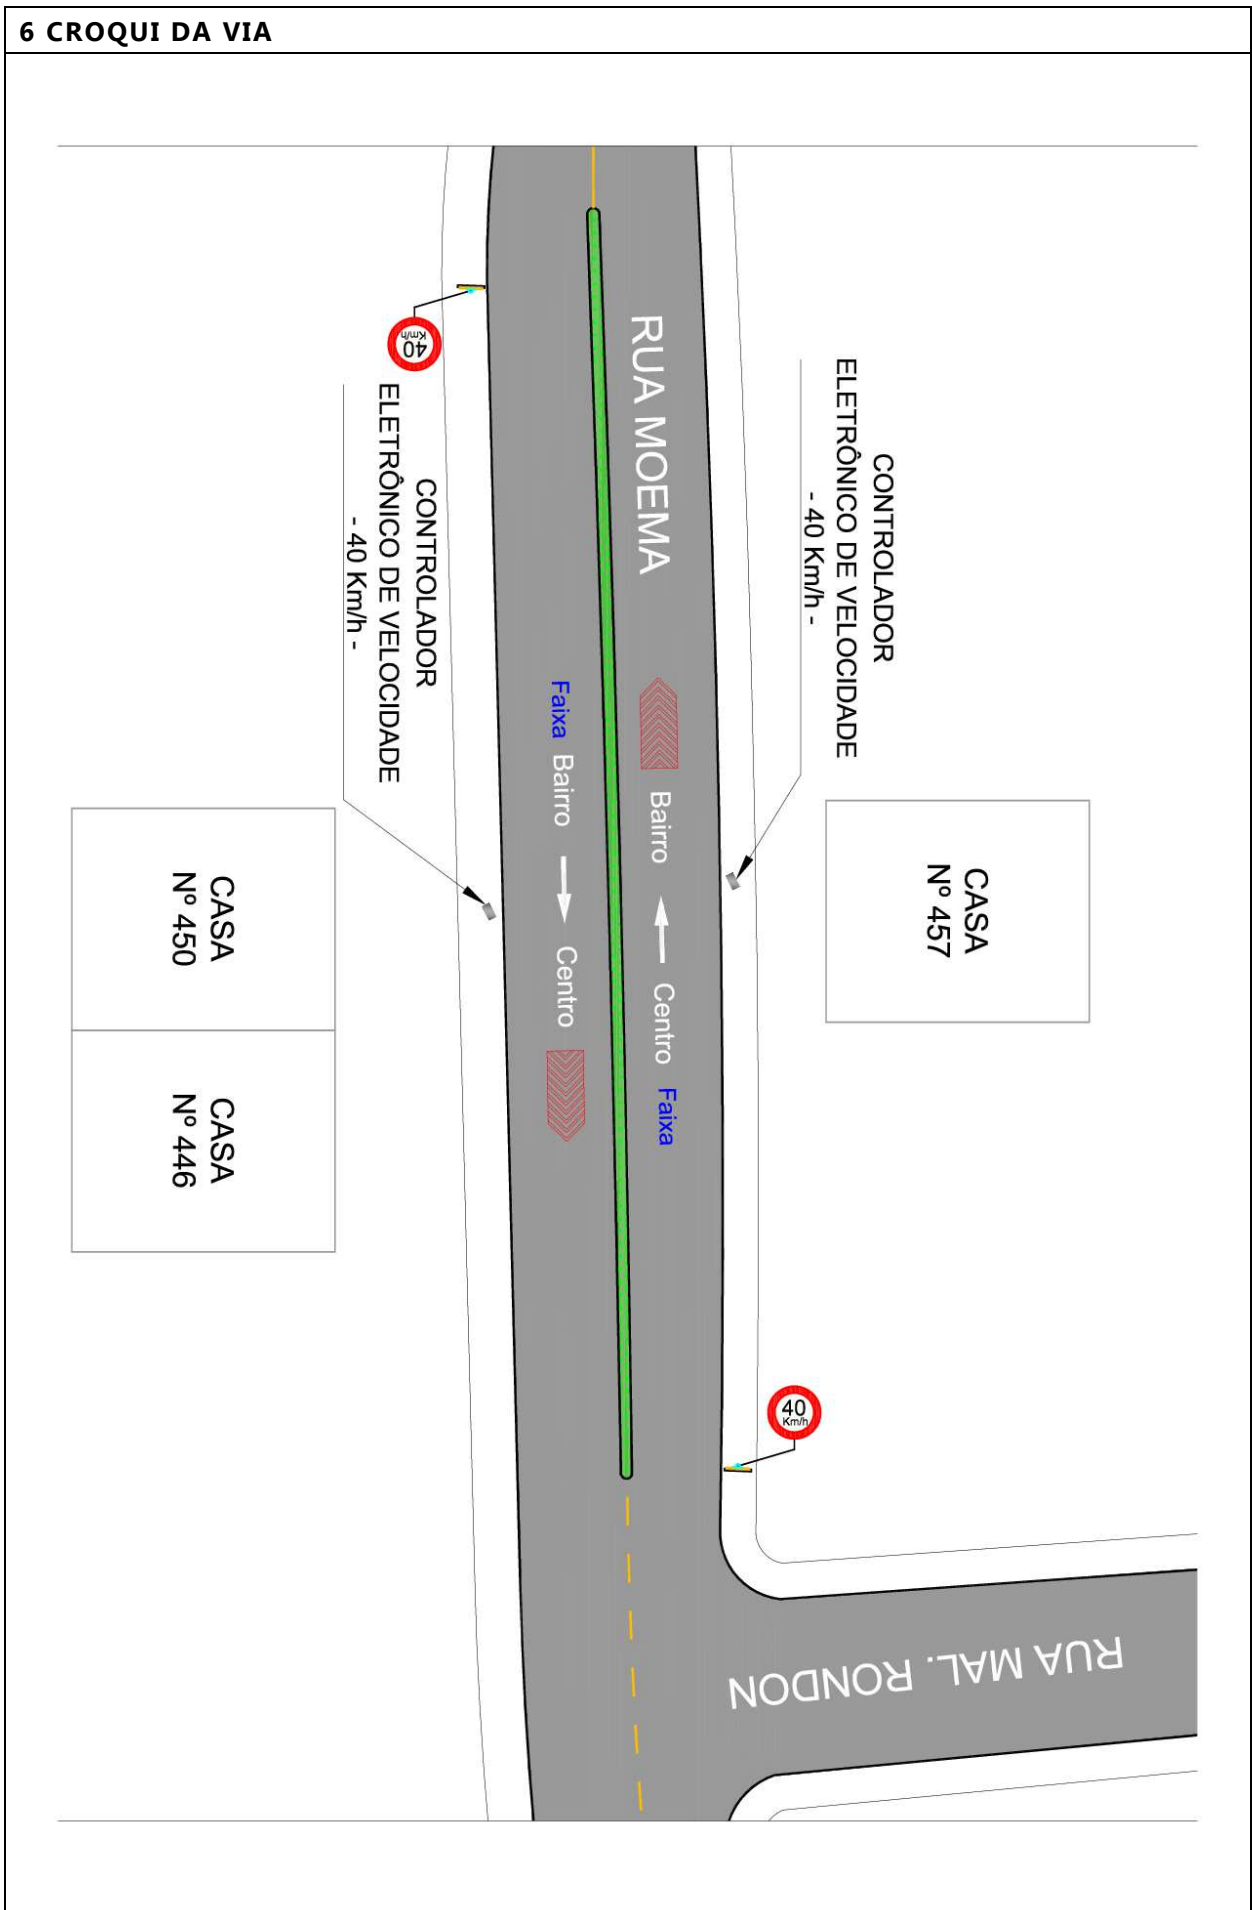 6 CROQUI DA VIA
40
Km/h
CONTROLADOR
ELETRÔNICO DE VELOCIDADE
- 40 Km/h -
RUA MOEMA
CONTROLADOR
ELETRÔNICO DE VELOCIDADE
- 40 Km/h -
Faixa Bairro Centro
Bairro Centro Faixa
CASA
Nº 450
CASA
Nº 446
CASA
Nº 457
40
Km/h
RUA MAL. RONDON